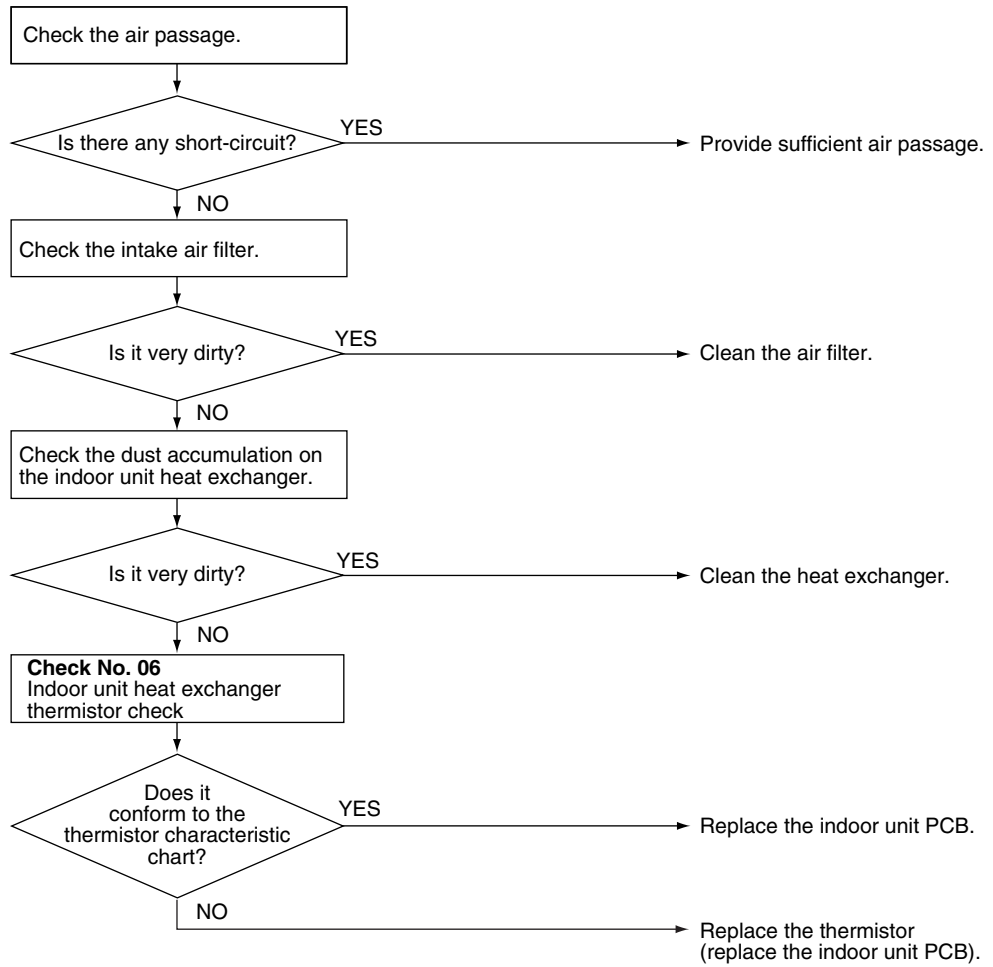 Check the air passage.
Is there any short-circuit?
YES
Provide sufficient air passage.
NO
Check the intake air filter.
Is it very dirty?
YES
Clean the air filter.
NO
Check the dust accumulation on
the indoor unit heat exchanger.
Is it very dirty?
YES
Clean the heat exchanger.
NO
Check No. 06
Indoor unit heat exchanger
thermistor check
Does it
conform to the
thermistor characteristic
chart?
YES
Replace the indoor unit PCB.
NO
Replace the thermistor
(replace the indoor unit PCB).